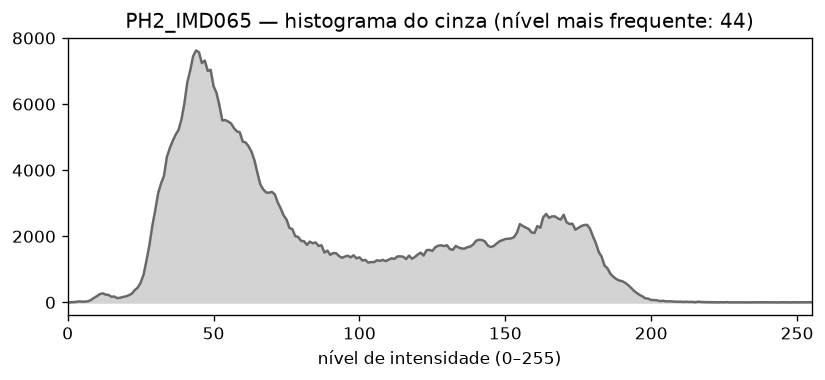 PH2_IMD065 — histograma do cinza (nível mais frequente: 44)
8000
6000
4000
2000
0
0 50 100 150 200 250
nível de intensidade (0–255)